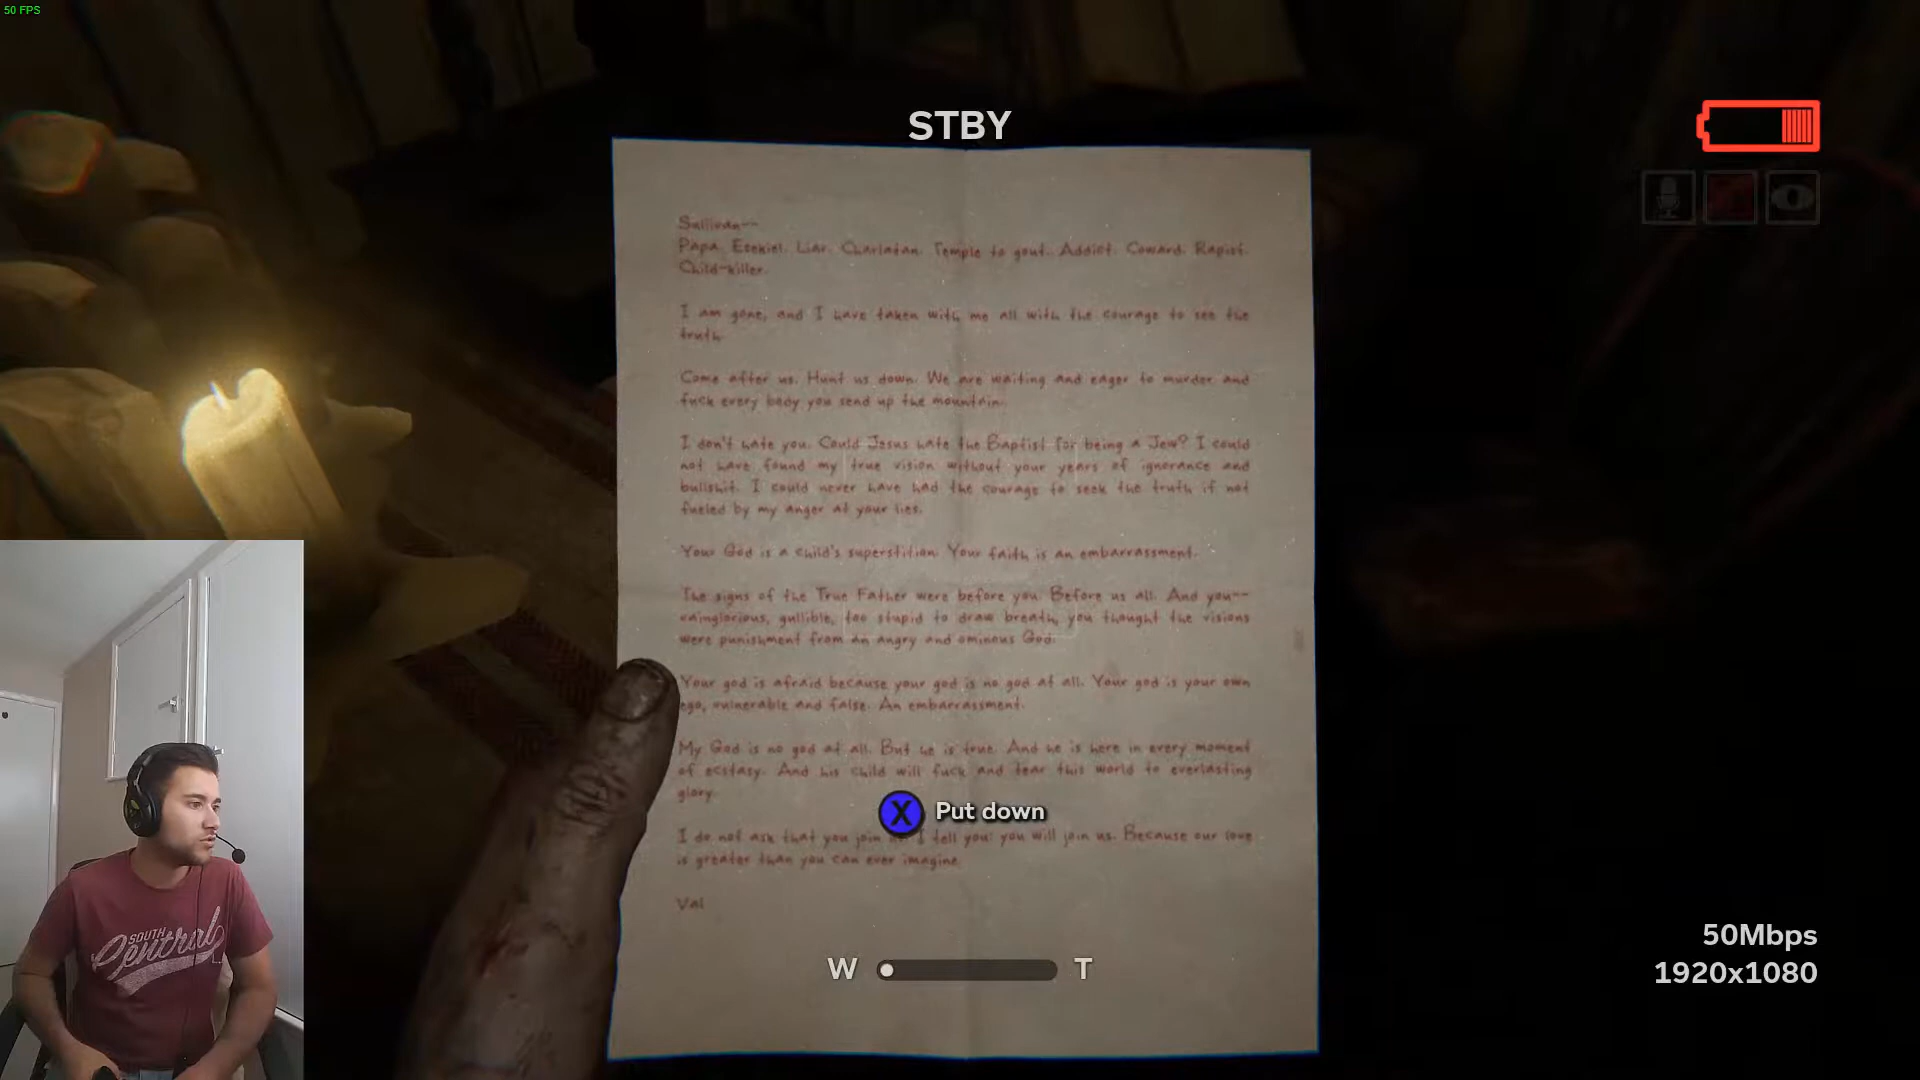 50 FPS
STBY
Sullivan--
Papa. Ezekiel. Liar. Charlatan. Temple to gout. Addict. Coward. Rapist.
Child-killer.
I am gone, and I have taken with me all with the courage to see the
truth.
Come after us. Hunt us down. We are waiting and eager to murder and
fuck every body you send up the mountain.
I don't hate you. Could Jesus hate the Baptist for being a Jew? I could
not have found my true vision without your years of ignorance and
bullshit. I could never have had the courage to seek the truth if not
fueled by my anger at your lies.
Your God is a child's superstition. Your faith is an embarrassment.
The signs of the True Father were before you. Before us all. And you--
vainglorious, gullible, too stupid to draw breath, you thought the visions
were punishment from an angry and ominous God.
Your god is afraid because your god is no god at all. Your god is your own
ego, vulnerable and false. An embarrassment.
My God is no god at all. But he is true. And he is here in every moment
of ecstasy. And his child will fuck and tear this world to everlasting
glory.
X Put down
I do not ask that you join I tell you: you will join us. Because our love
is greater than you can ever imagine.
Val
W T
50Mbps
1920x1080
SOUTH
Central